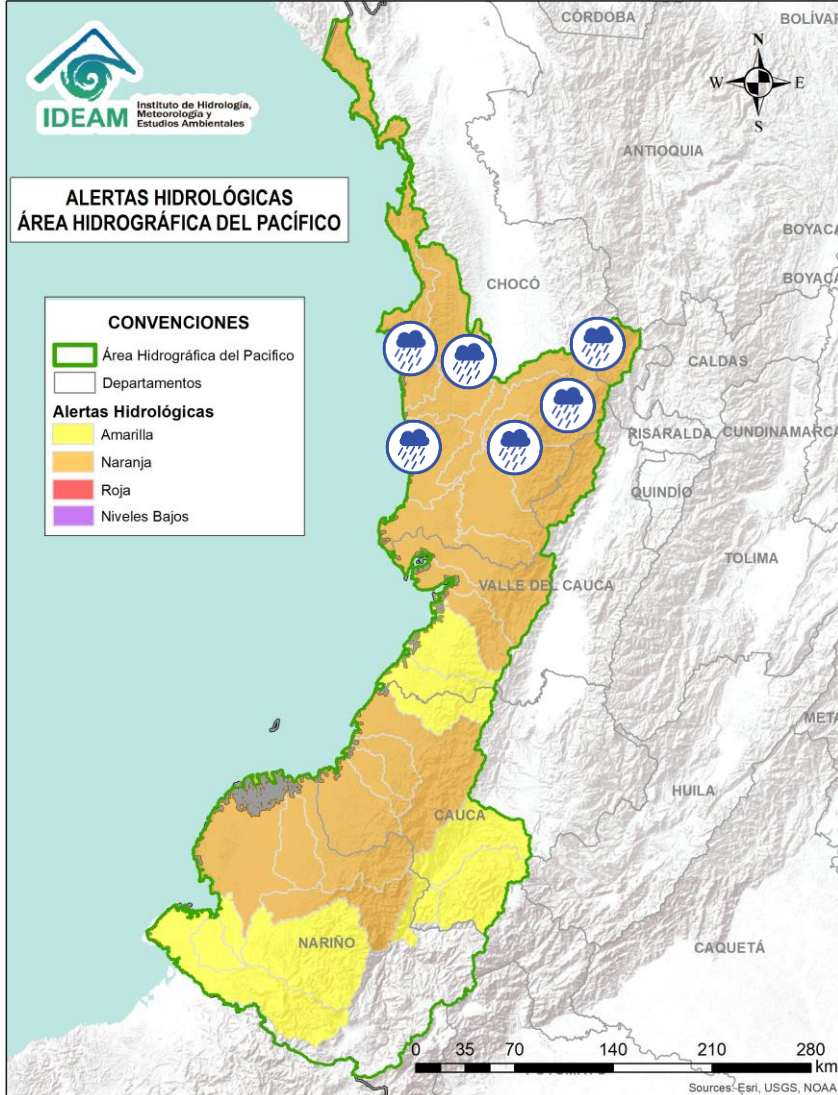 IDEAM
Instituto de Hidrología,
Meteorología y
Estudios Ambientales
ALERTAS HIDROLÓGICAS
ÁREA HIDROGRÁFICA DEL PACÍFICO
CONVENCIONES
Área Hidrográfica del Pacifico
Departamentos
Alertas Hidrológicas
Amarilla
Naranja
Roja
Niveles Bajos
N
W E
S
CÓRDOBA
BOLÍVAR
ANTIOQUIA
BOYACÁ
CHOCÓ
BOYACÁ
CALDAS
RISARALDA
CUNDINAMARCA
QUINDÍO
TOLIMA
VALLE DEL CAUCA
META
HUILA
CAUCA
NARIÑO
CAQUETÁ
0 35 70 140 210 280
km
Sources: Esri, USGS, NOAA